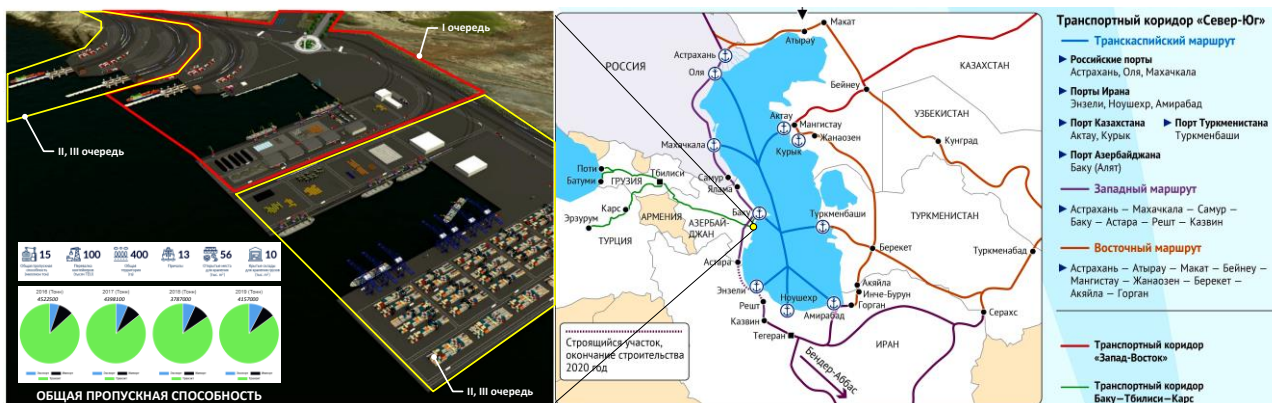 I очередь
II, III очередь
15
100
400
13
56
10
2016 (Тонн)
4522500
2017 (Тонн)
4398100
2018 (Тонн)
4157000
ОБЩАЯ ПРОПУСКНАЯ СПОСОБНОСТЬ
II, III очередь
РОССИЯ
Астрахань
Оля
Атырау
Макат
Бейнеу
КАЗАХСТАН
УЗБЕКИСТАН
Актау
Мангистау
Жанаозен
Курык
Кунград
Махачкала
Поти
Батуми
ГРУЗИЯ
Тбилиси
Самур
Ялама
Карс
АРМЕНИЯ
Эрзурум
ТУРЦИЯ
АЗЕРБАЙ-
ДЖАН
Баку
Туркменбаши
ТУРКМЕНИСТАН
Туркменабад
Берекет
Астара
Энзели
Решт
Ноушехр
Амирабад
Акяйла
Инче-Бурун
Горган
Казвин
Тегеран
ИРАН
Серахс
Бендер-Аббас
Строящийся участок,
окончание строительства
2020 год
Транспортный коридор «Север-Юг»
Транскаспийский маршрут
Российские порты
Астрахань, Оля, Махачкала
Порты Ирана
Энзели, Ноушехр, Амирабад
Порт Казахстана
Актау, Курык
Порт Туркменистана
Туркменбаши
Порт Азербайджана
Баку (Алят)
Западный маршрут
Астрахань — Махачкала — Самур —
Баку — Астара — Решт — Казвин
Восточный маршрут
Астрахань — Атырау — Макат — Бейнеу —
Мангистау — Жанаозен — Берекет —
Акяйла — Горган
Транспортный коридор
«Запад-Восток»
Транспортный коридор
Баку—Тбилиси—Карс